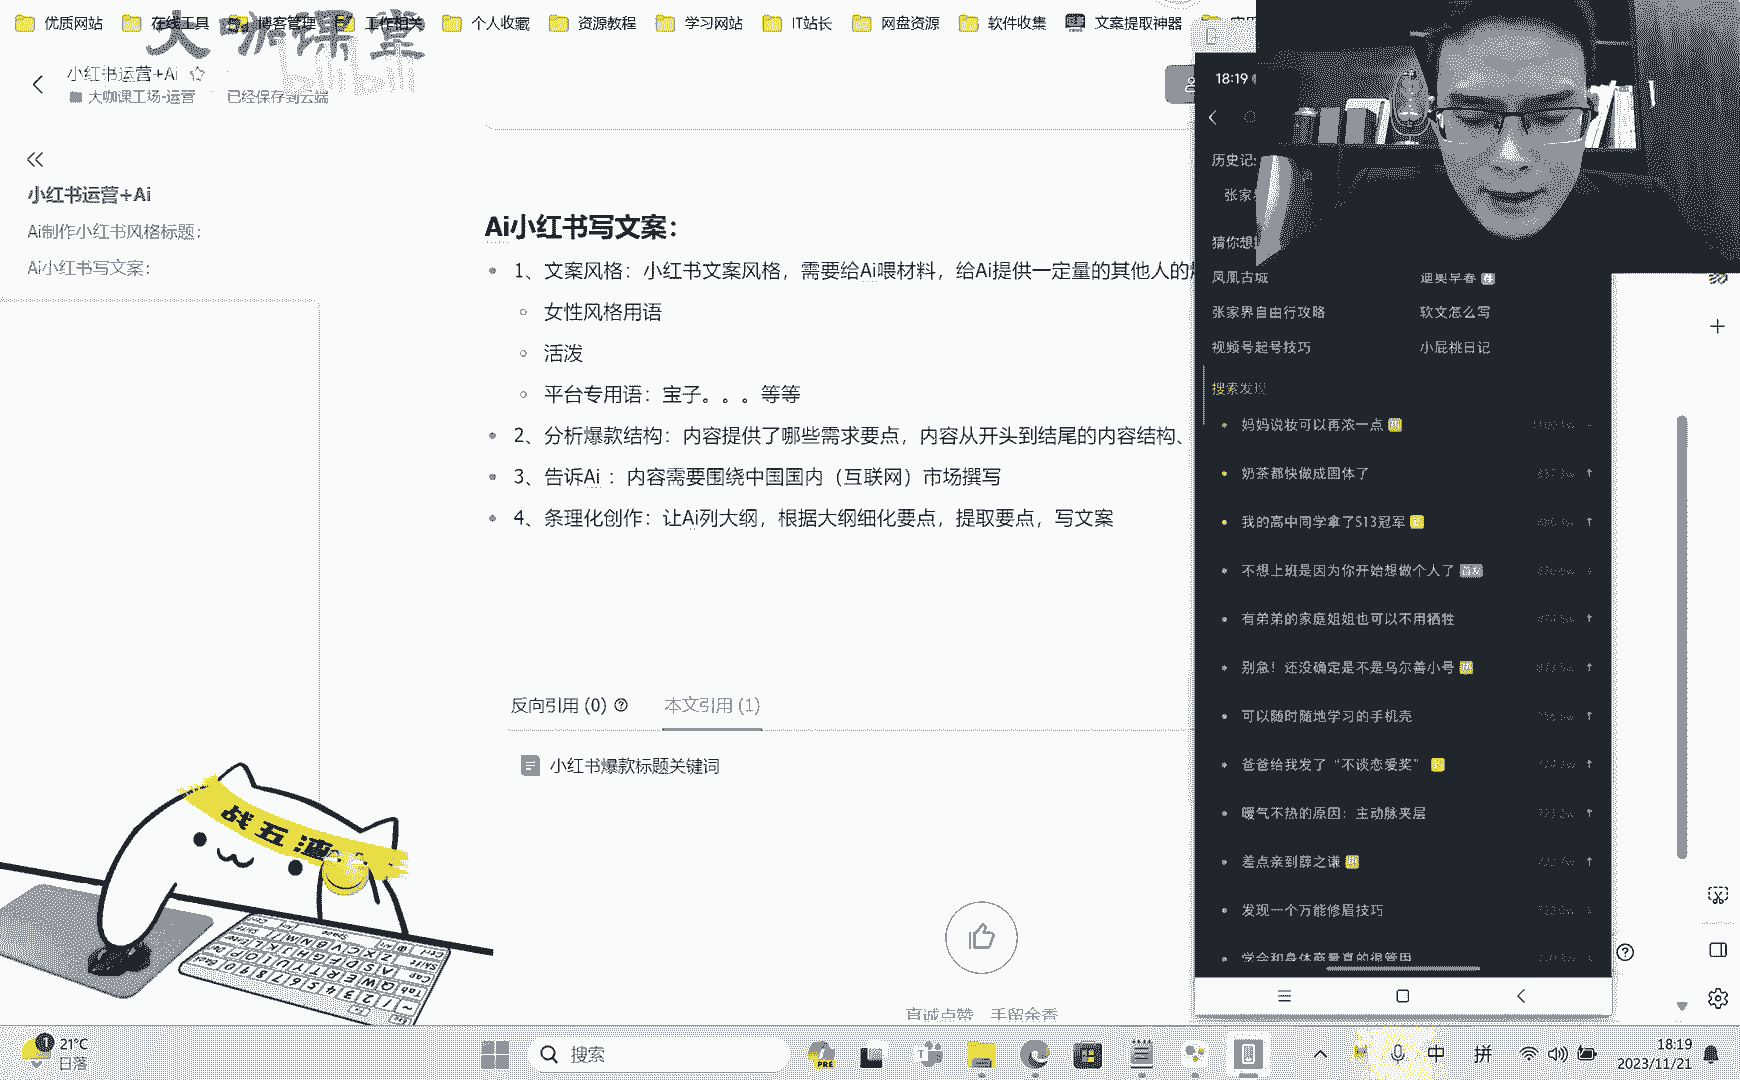 优质网站
在线工具
博客管理
工作相关
个人收藏
资源教程
学习网站
IT站长
网盘资源
软件收集
文案提取神器
大咖课堂
bilibili
小红书运营+Ai
大咖课工场-运营
已经保存到云端
小红书运营+Ai
Ai制作小红书风格标题：
Ai小红书写文案：
Ai小红书写文案：
1、文案风格：小红书文案风格，需要给Ai喂材料，给Ai提供一定量的其他人的
女性风格用语
活泼
平台专用语：宝子。。。等等
2、分析爆款结构：内容提供了哪些需求要点，内容从开头到结尾的内容结构、
3、告诉Ai ：内容需要围绕中国国内（互联网）市场撰写
4、条理化创作：让Ai列大纲，根据大纲细化要点，提取要点，写文案
反向引用 (0)
本文引用 (1)
小红书爆款标题关键词
真诚点赞，手留余香
18:19
历史记
张家
猜你想
凤凰古城
迪奥早春
张家界自由行攻略
软文怎么写
视频号起号技巧
小屁桃日记
搜索发现
妈妈说妆可以再浓一点
奶茶都快做成固体了
我的高中同学拿了S13冠军
不想上班是因为你开始想做个人了
有弟弟的家庭姐姐也可以不用牺牲
别急！还没确定是不是乌尔善小号
可以随时随地学习的手机壳
爸爸给我发了“不谈恋爱奖”
暖气不热的原因：主动脉夹层
差点亲到薛之谦
发现一个万能修眉技巧
学会和身体商量真的很管用
战五渣
21°C
日落
搜索
PRE
中
拼
18:19
2023/11/21